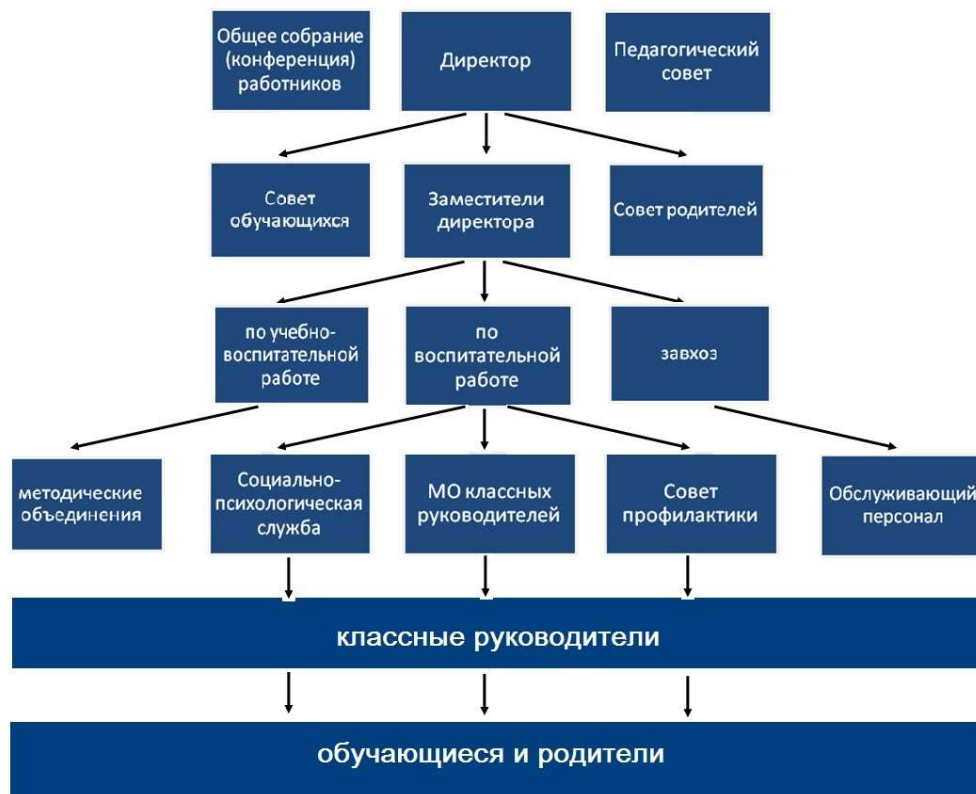 Общее собрание
(конференция)
работников
Директор
Педагогический
совет
Совет
обучающихся
Заместители
директора
Совет родителей
по учебно-
воспитательной
работе
по
воспитательной
работе
завхоз
методические
объединения
Социально-
психологическая
служба
МО классных
руководителей
Совет
профилактики
Обслуживающий
персонал
классные руководители
обучающиеся и родители